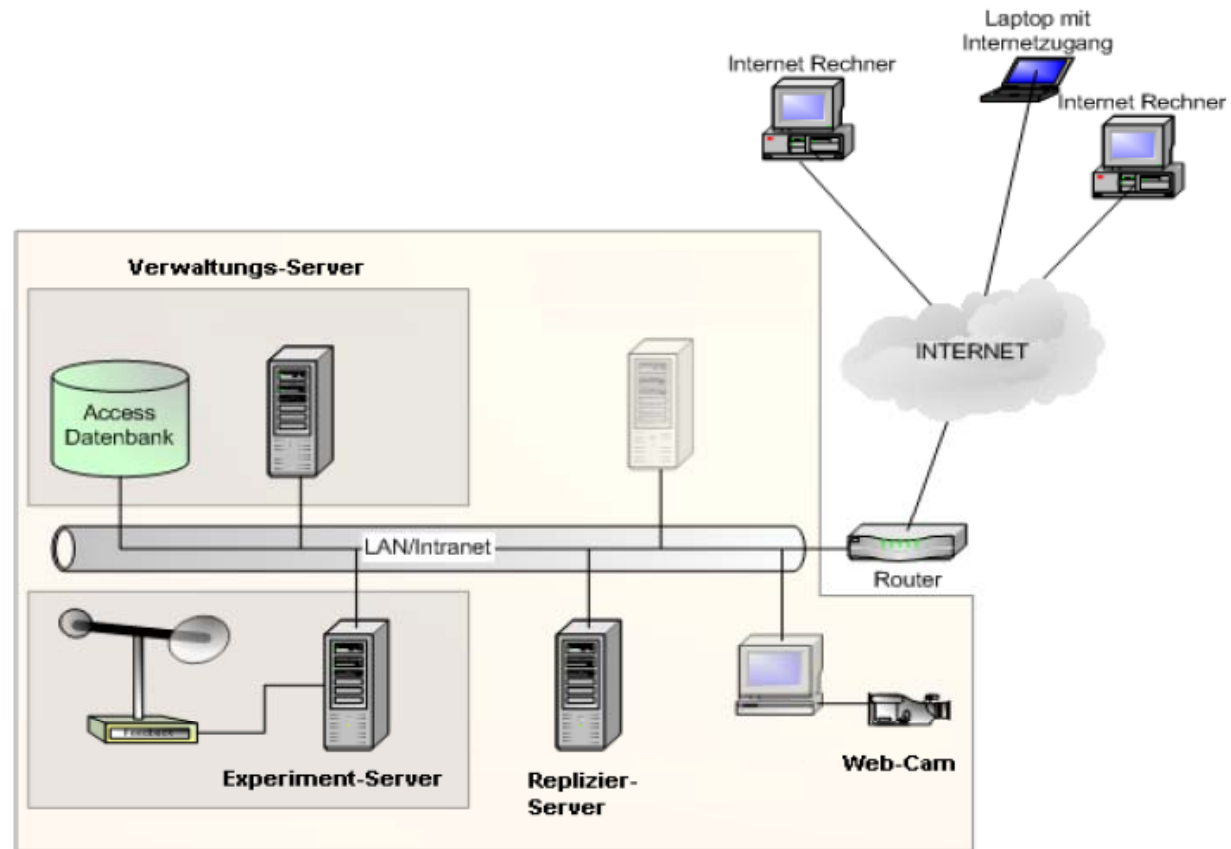 Laptop mit
Internetzugang
Internet Rechner
Internet Rechner
Verwaltungs-Server
INTERNET
Access
Datenbank
LAN/Intranet
Router
Experiment-Server
Replizier-
Server
Web-Cam